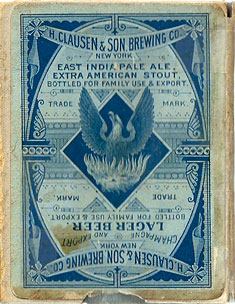 H. CLAUSEN & SON BREWING CO.
NEW YORK
EAST INDIA PALE ALE,
EXTRA AMERICAN STOUT,
BOTTLED FOR FAMILY USE & EXPORT.
TRADE MARK
TRADE MARK
BOTTLED FOR FAMILY USE & EXPORT.
LAGER BEER
CHAMPAGNE AND EXPORT
NEW YORK
H. CLAUSEN & SON BREWING CO.